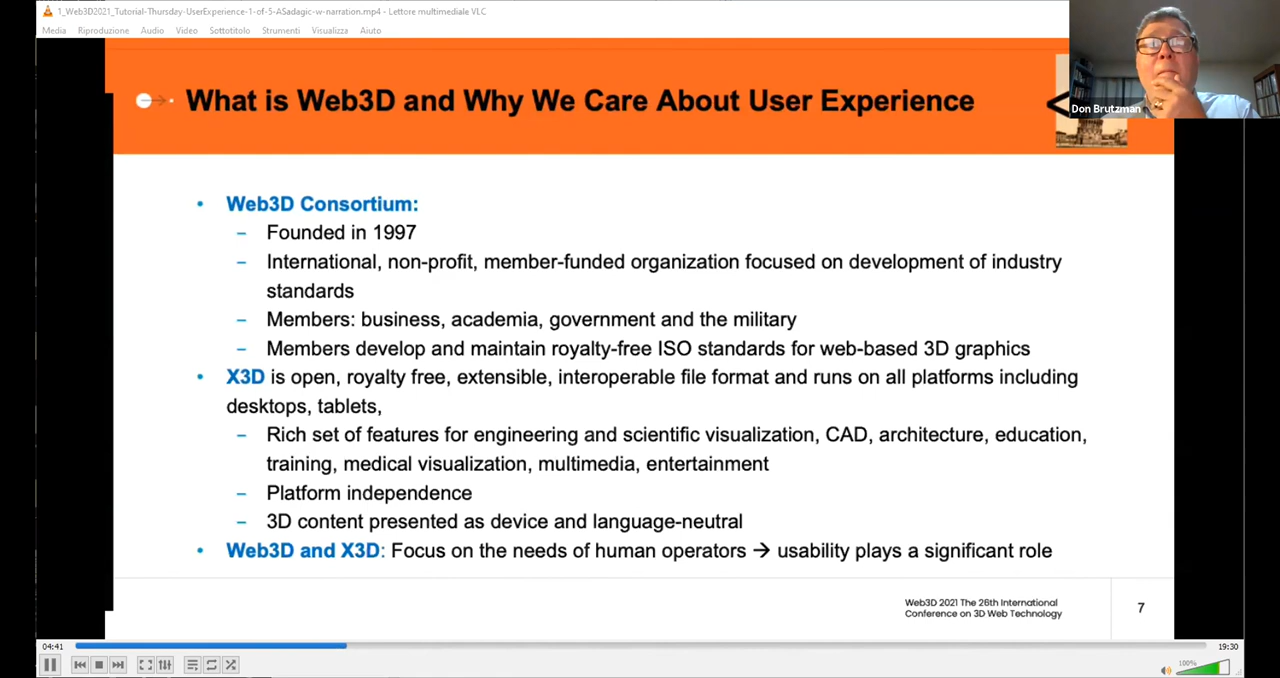 1_Web3D2021_Tutorial-Thursday-UserExperience-1-of-5-ASadagic-w-narration.mp4 - Lettore multimediale VLC
Media Riproduzione Audio Video Sottotitolo Strumenti Visualizza Aiuto
What is Web3D and Why We Care About User Experience
<
Don Brutzman
• Web3D Consortium:
– Founded in 1997
– International, non-profit, member-funded organization focused on development of industry
standards
– Members: business, academia, government and the military
– Members develop and maintain royalty-free ISO standards for web-based 3D graphics
• X3D is open, royalty free, extensible, interoperable file format and runs on all platforms including
desktops, tablets,
– Rich set of features for engineering and scientific visualization, CAD, architecture, education,
training, medical visualization, multimedia, entertainment
– Platform independence
– 3D content presented as device and language-neutral
• Web3D and X3D: Focus on the needs of human operators → usability plays a significant role
Web3D 2021 The 26th International
Conference on 3D Web Technology
7
04:41
19:30
100%